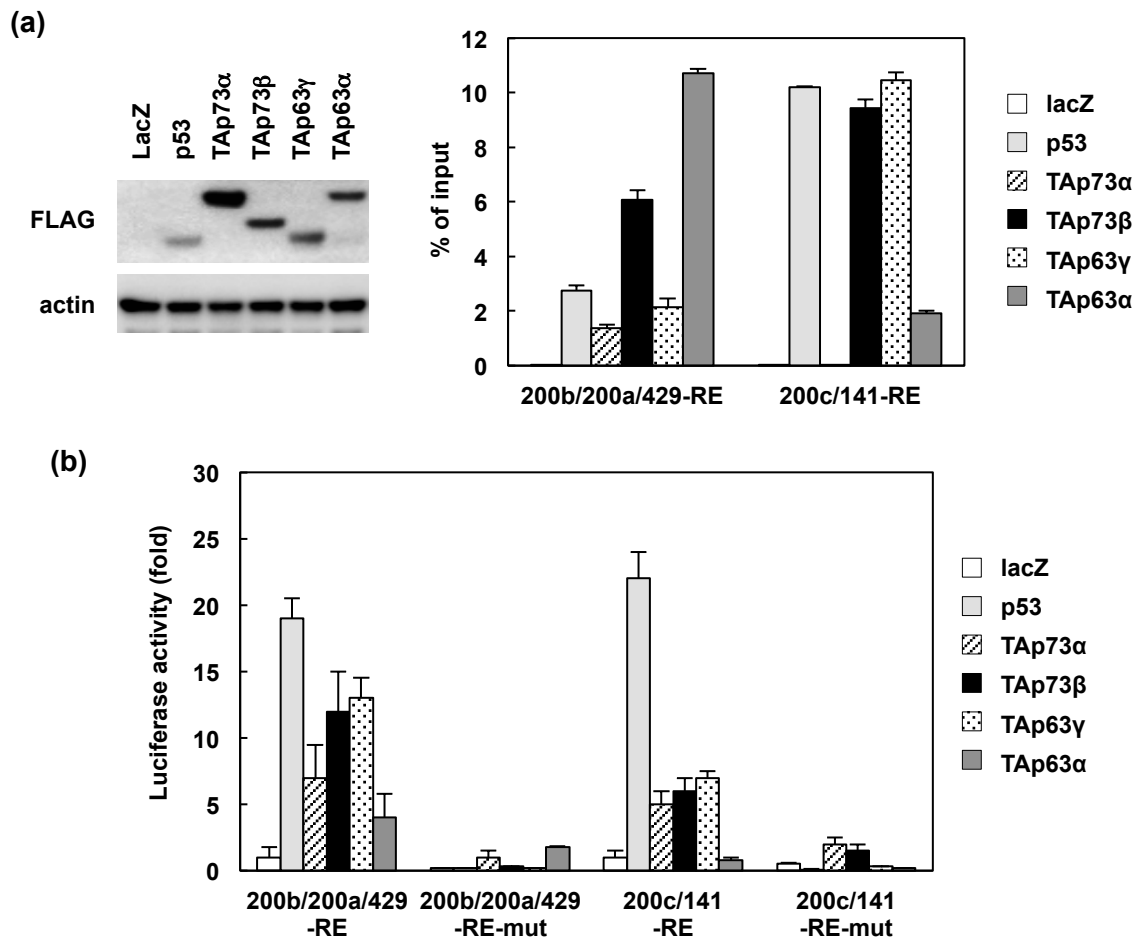 (a)
LacZ
p53
TAp73α
TAp73β
TAp63γ
TAp63α
FLAG
actin
% of input
12
10
8
6
4
2
0
200b/200a/429-RE
200c/141-RE
lacZ
p53
TAp73α
TAp73β
TAp63γ
TAp63α
(b)
Luciferase activity (fold)
30
25
20
15
10
5
0
200b/200a/429
-RE
200b/200a/429
-RE-mut
200c/141
-RE
200c/141
-RE-mut
lacZ
p53
TAp73α
TAp73β
TAp63γ
TAp63α